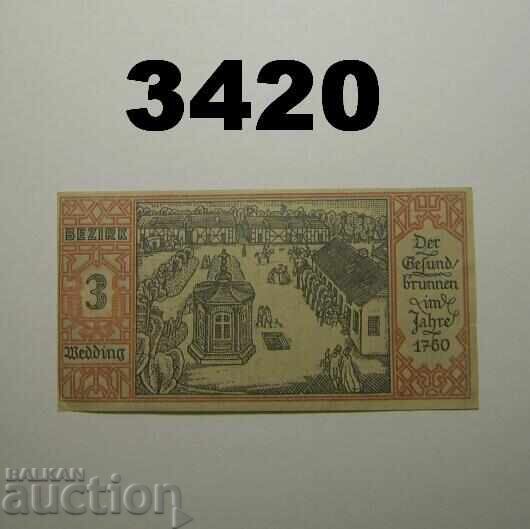 3420
BEZIRK
3
Wedding
Der
Gesund/
brunnen
im
Jahre
1760
BALKAN
auction